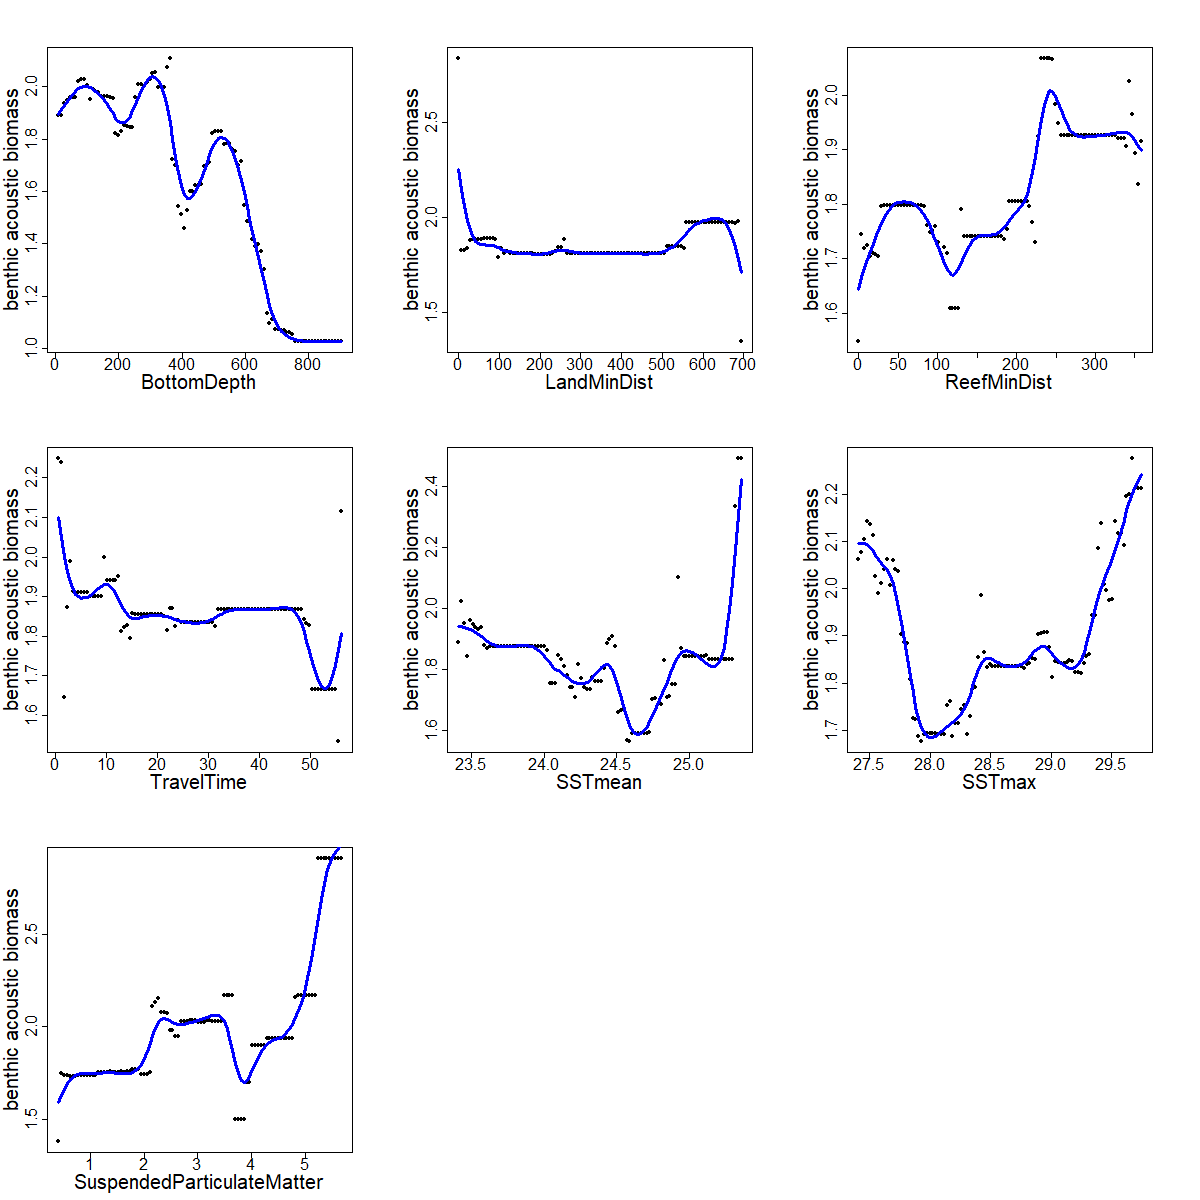 benthic acoustic biomass
1.0 1.2 1.4 1.6 1.8 2.0
0 200 400 600 800
BottomDepth
benthic acoustic biomass
1.5 2.0 2.5
0 100 200 300 400 500 600 700
LandMinDist
benthic acoustic biomass
1.6 1.7 1.8 1.9 2.0
0 50 100 200 300
ReefMinDist
benthic acoustic biomass
1.6 1.7 1.8 1.9 2.0 2.1 2.2
0 10 20 30 40 50
TravelTime
benthic acoustic biomass
1.6 1.8 2.0 2.2 2.4
23.5 24.0 24.5 25.0
SSTmean
benthic acoustic biomass
1.7 1.8 1.9 2.0 2.1 2.2
27.5 28.0 28.5 29.0 29.5
SSTmax
benthic acoustic biomass
1.5 2.0 2.5
1 2 3 4 5
SuspendedParticulateMatter